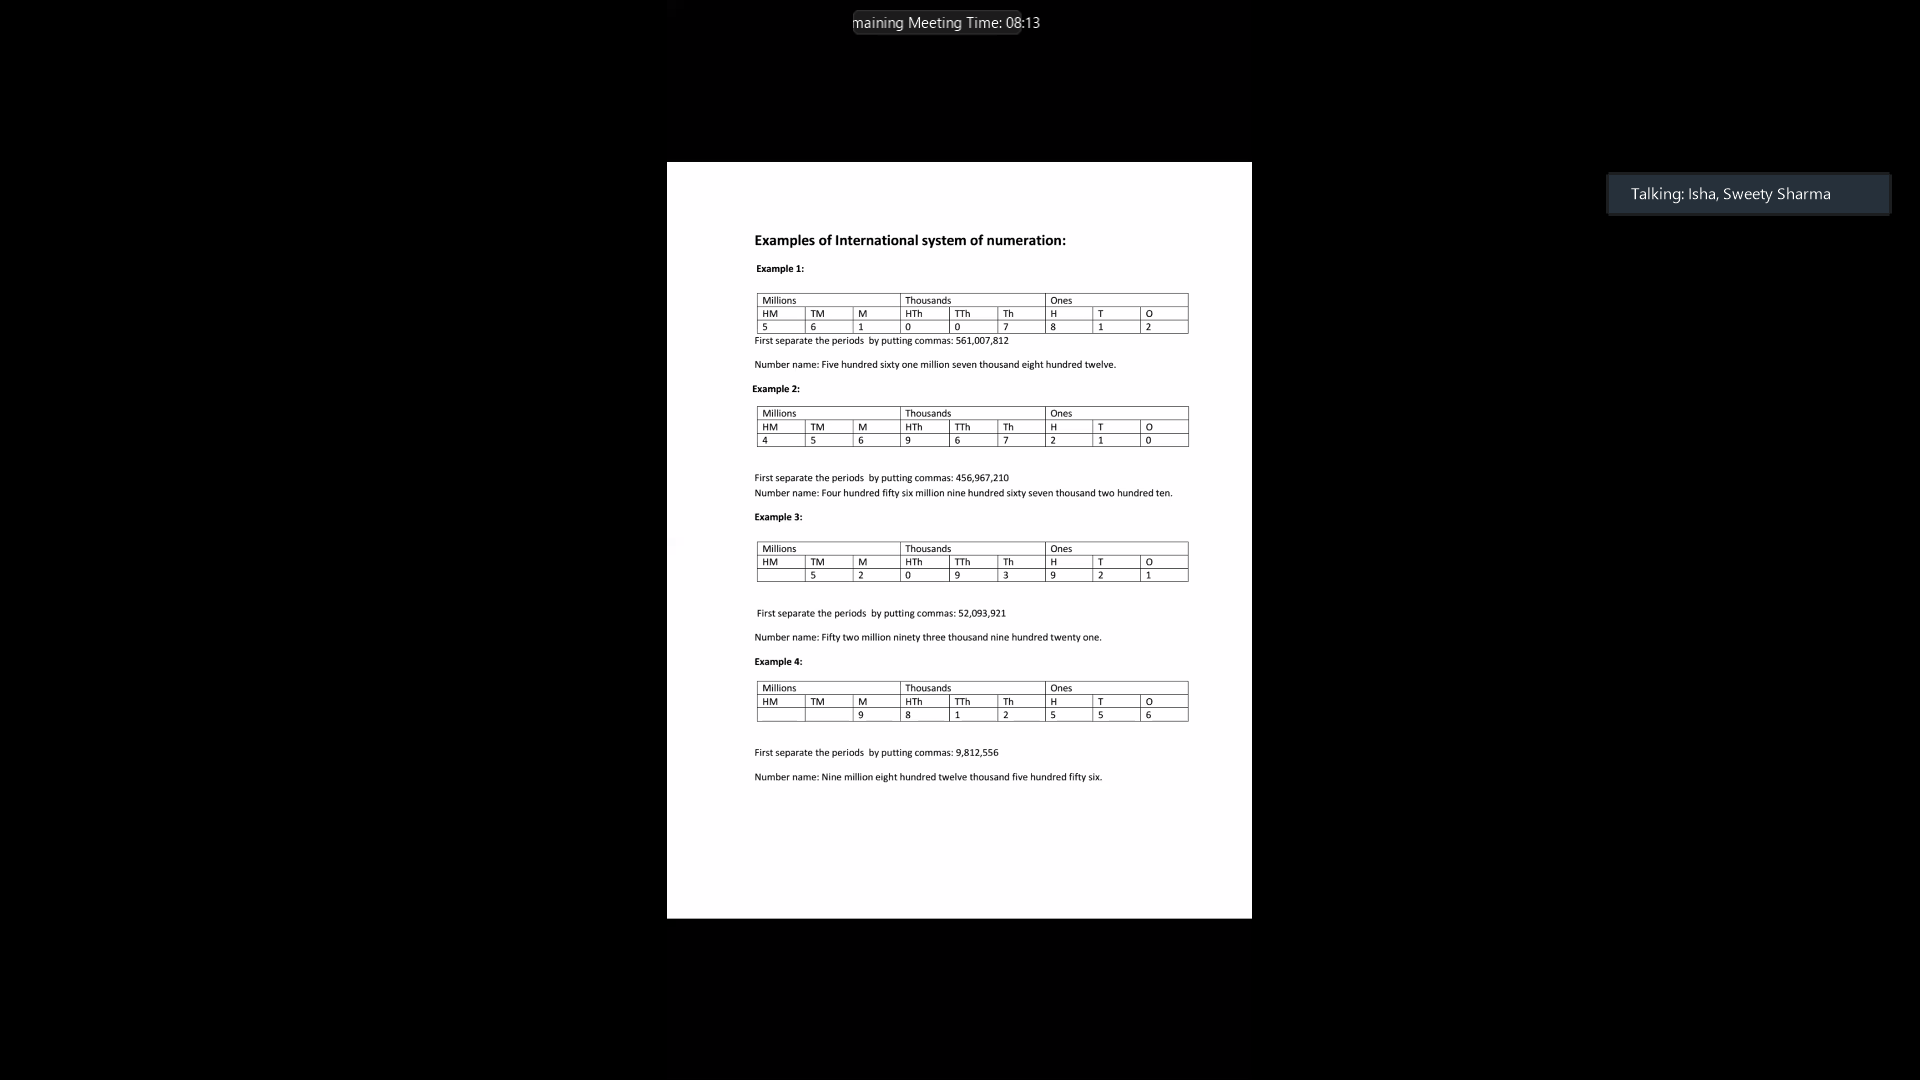 maining Meeting Time: 08:13
Talking: Isha, Sweety Sharma
Examples of International system of numeration:
Example 1:
Millions Thousands Ones
HM TM M HTh TTh Th H T O
5 6 1 0 0 7 8 1 2
First separate the periods by putting commas: 561,007,812
Number name: Five hundred sixty one million seven thousand eight hundred twelve.
Example 2:
Millions Thousands Ones
HM TM M HTh TTh Th H T O
4 5 6 9 6 7 2 1 0
First separate the periods by putting commas: 456,967,210
Number name: Four hundred fifty six million nine hundred sixty seven thousand two hundred ten.
Example 3:
Millions Thousands Ones
HM TM M HTh TTh Th H T O
5 2 0 9 3 9 2 1
First separate the periods by putting commas: 52,093,921
Number name: Fifty two million ninety three thousand nine hundred twenty one.
Example 4:
Millions Thousands Ones
HM TM M HTh TTh Th H T O
9 8 1 2 5 5 6
First separate the periods by putting commas: 9,812,556
Number name: Nine million eight hundred twelve thousand five hundred fifty six.